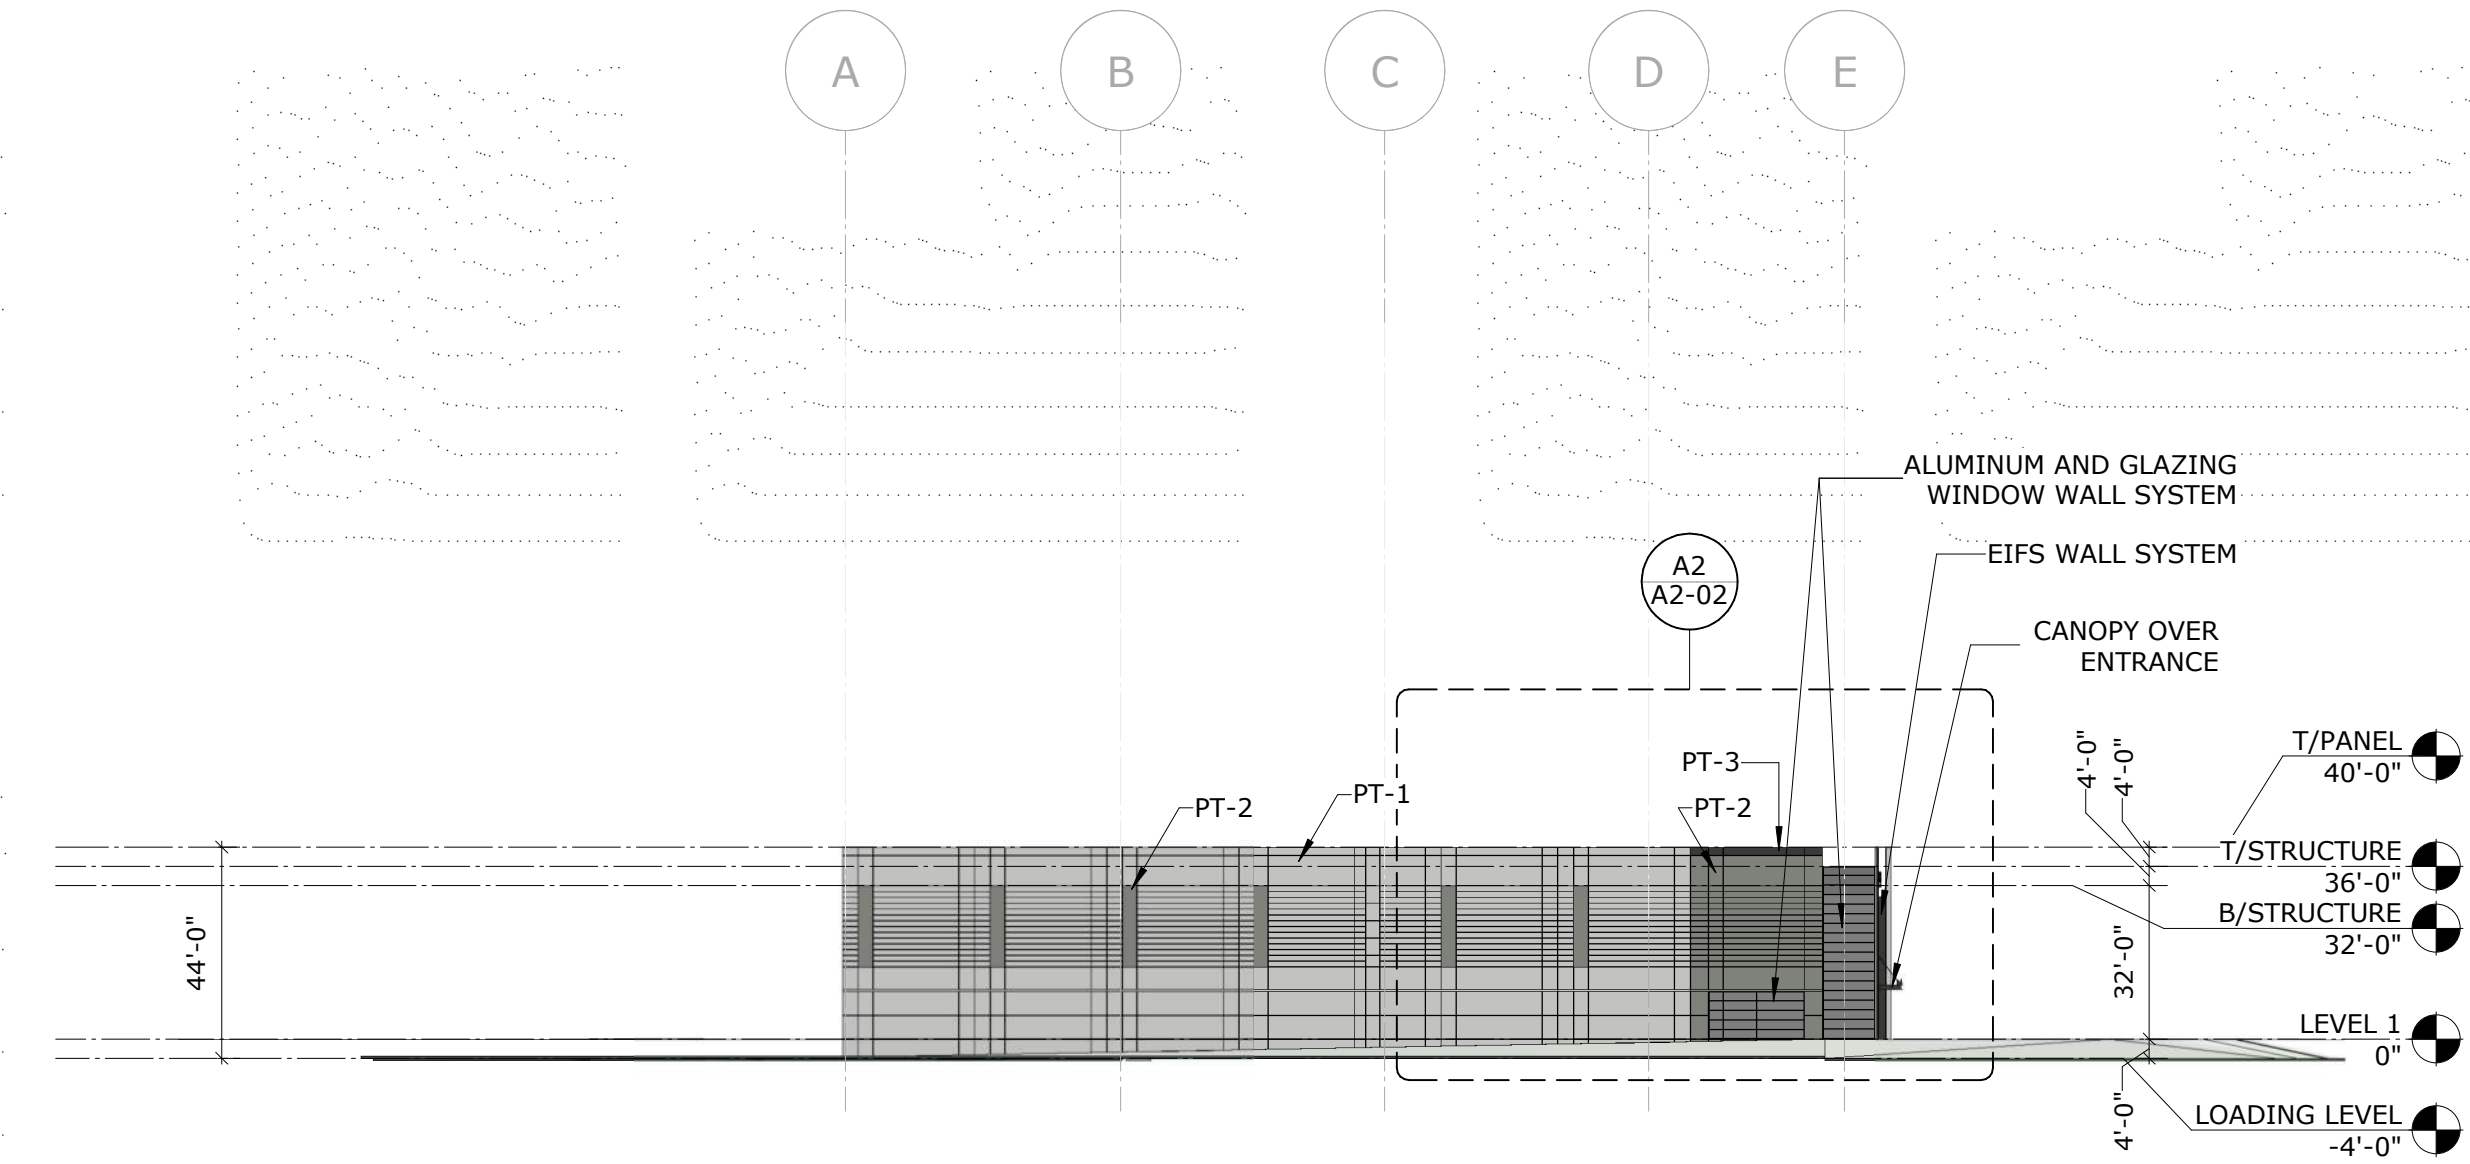 A
B
C
D
E
ALUMINUM AND GLAZING
WINDOW WALL SYSTEM
EIFS WALL SYSTEM
A2
A2-02
CANOPY OVER
ENTRANCE
PT-3
PT-1
PT-2
PT-2
4'-0"
4'-0"
T/PANEL
40'-0"
T/STRUCTURE
36'-0"
B/STRUCTURE
32'-0"
44'-0"
32'-0"
LEVEL 1
0"
4'-0"
LOADING LEVEL
-4'-0"